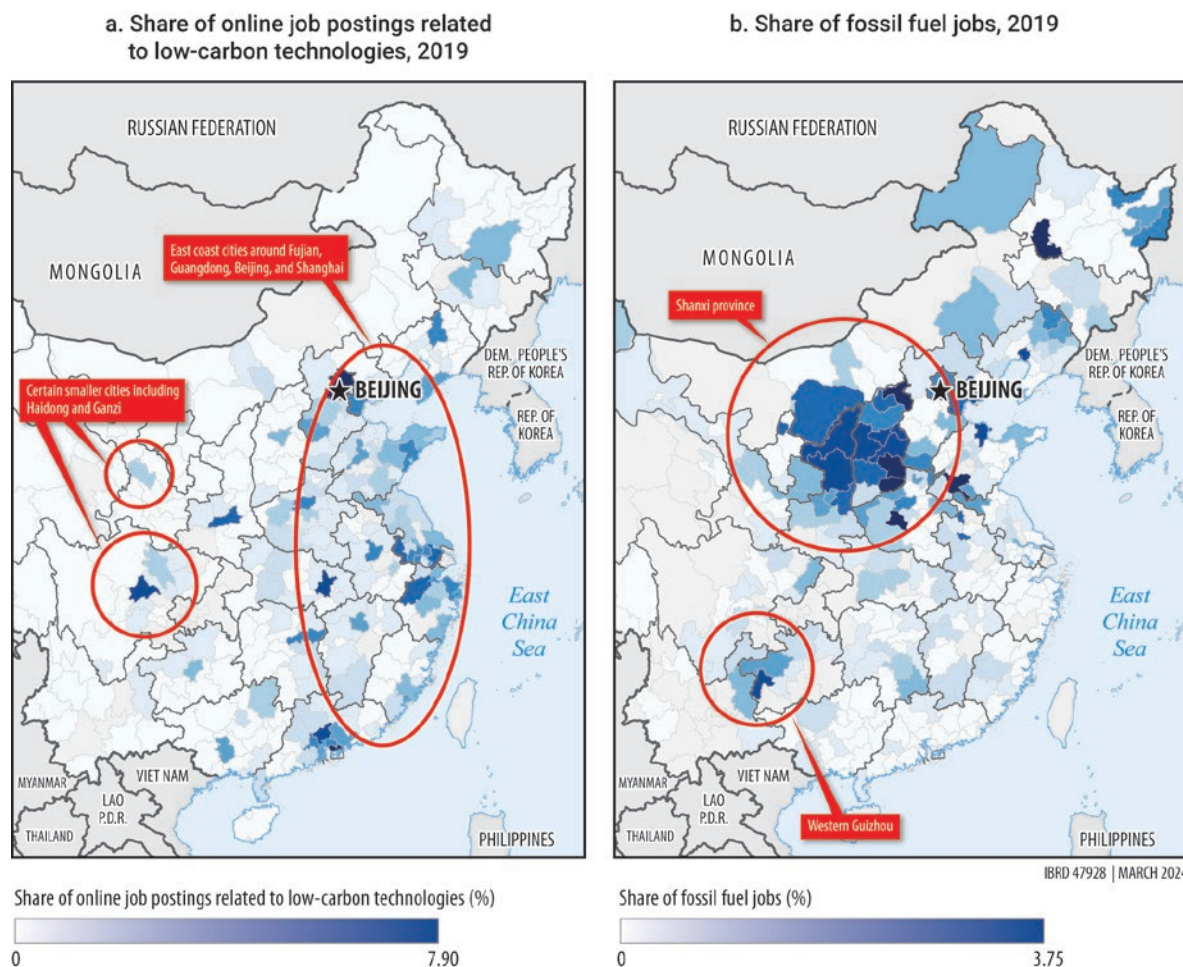 a. Share of online job postings related
to low-carbon technologies, 2019
RUSSIAN FEDERATION
MONGOLIA
East coast cities around Fujian,
Guangdong, Beijing, and Shanghai
Certain smaller cities including
Haidong and Ganzi
BEIJING
DEM. PEOPLE'S
REP. OF KOREA
REP. OF
KOREA
East
China
Sea
MYANMAR
VIET NAM
LAO
P.D.R.
THAILAND
PHILIPPINES
Share of online job postings related to low-carbon technologies (%)
0
7.90
b. Share of fossil fuel jobs, 2019
RUSSIAN FEDERATION
MONGOLIA
Shanxi province
BEIJING
DEM. PEOPLE'S
REP. OF KOREA
REP. OF
KOREA
East
China
Sea
Western Guizhou
MYANMAR
VIET NAM
LAO
P.D.R.
THAILAND
PHILIPPINES
IBRD 47928 | MARCH 2024
Share of fossil fuel jobs (%)
0
3.75